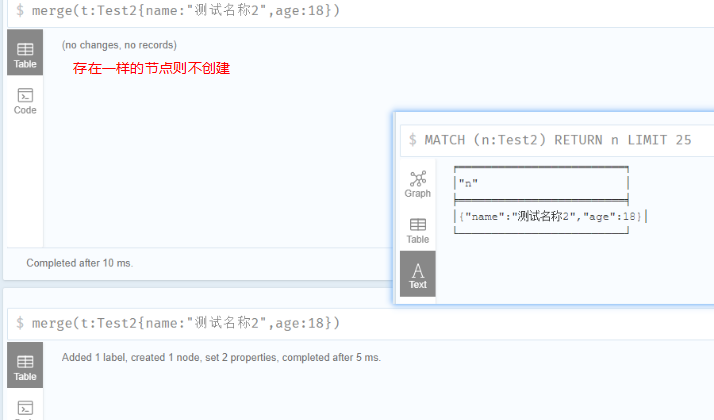 $ merge(t:Test2{name:"测试名称2",age:18})
(no changes, no records)
Table
存在一样的节点则不创建
Code
Completed after 10 ms.
$ MATCH (n:Test2) RETURN n LIMIT 25
Graph
"n"
Table
{"name":"测试名称2","age":18}
A
Text
$ merge(t:Test2{name:"测试名称2",age:18})
Added 1 label, created 1 node, set 2 properties, completed after 5 ms.
Table